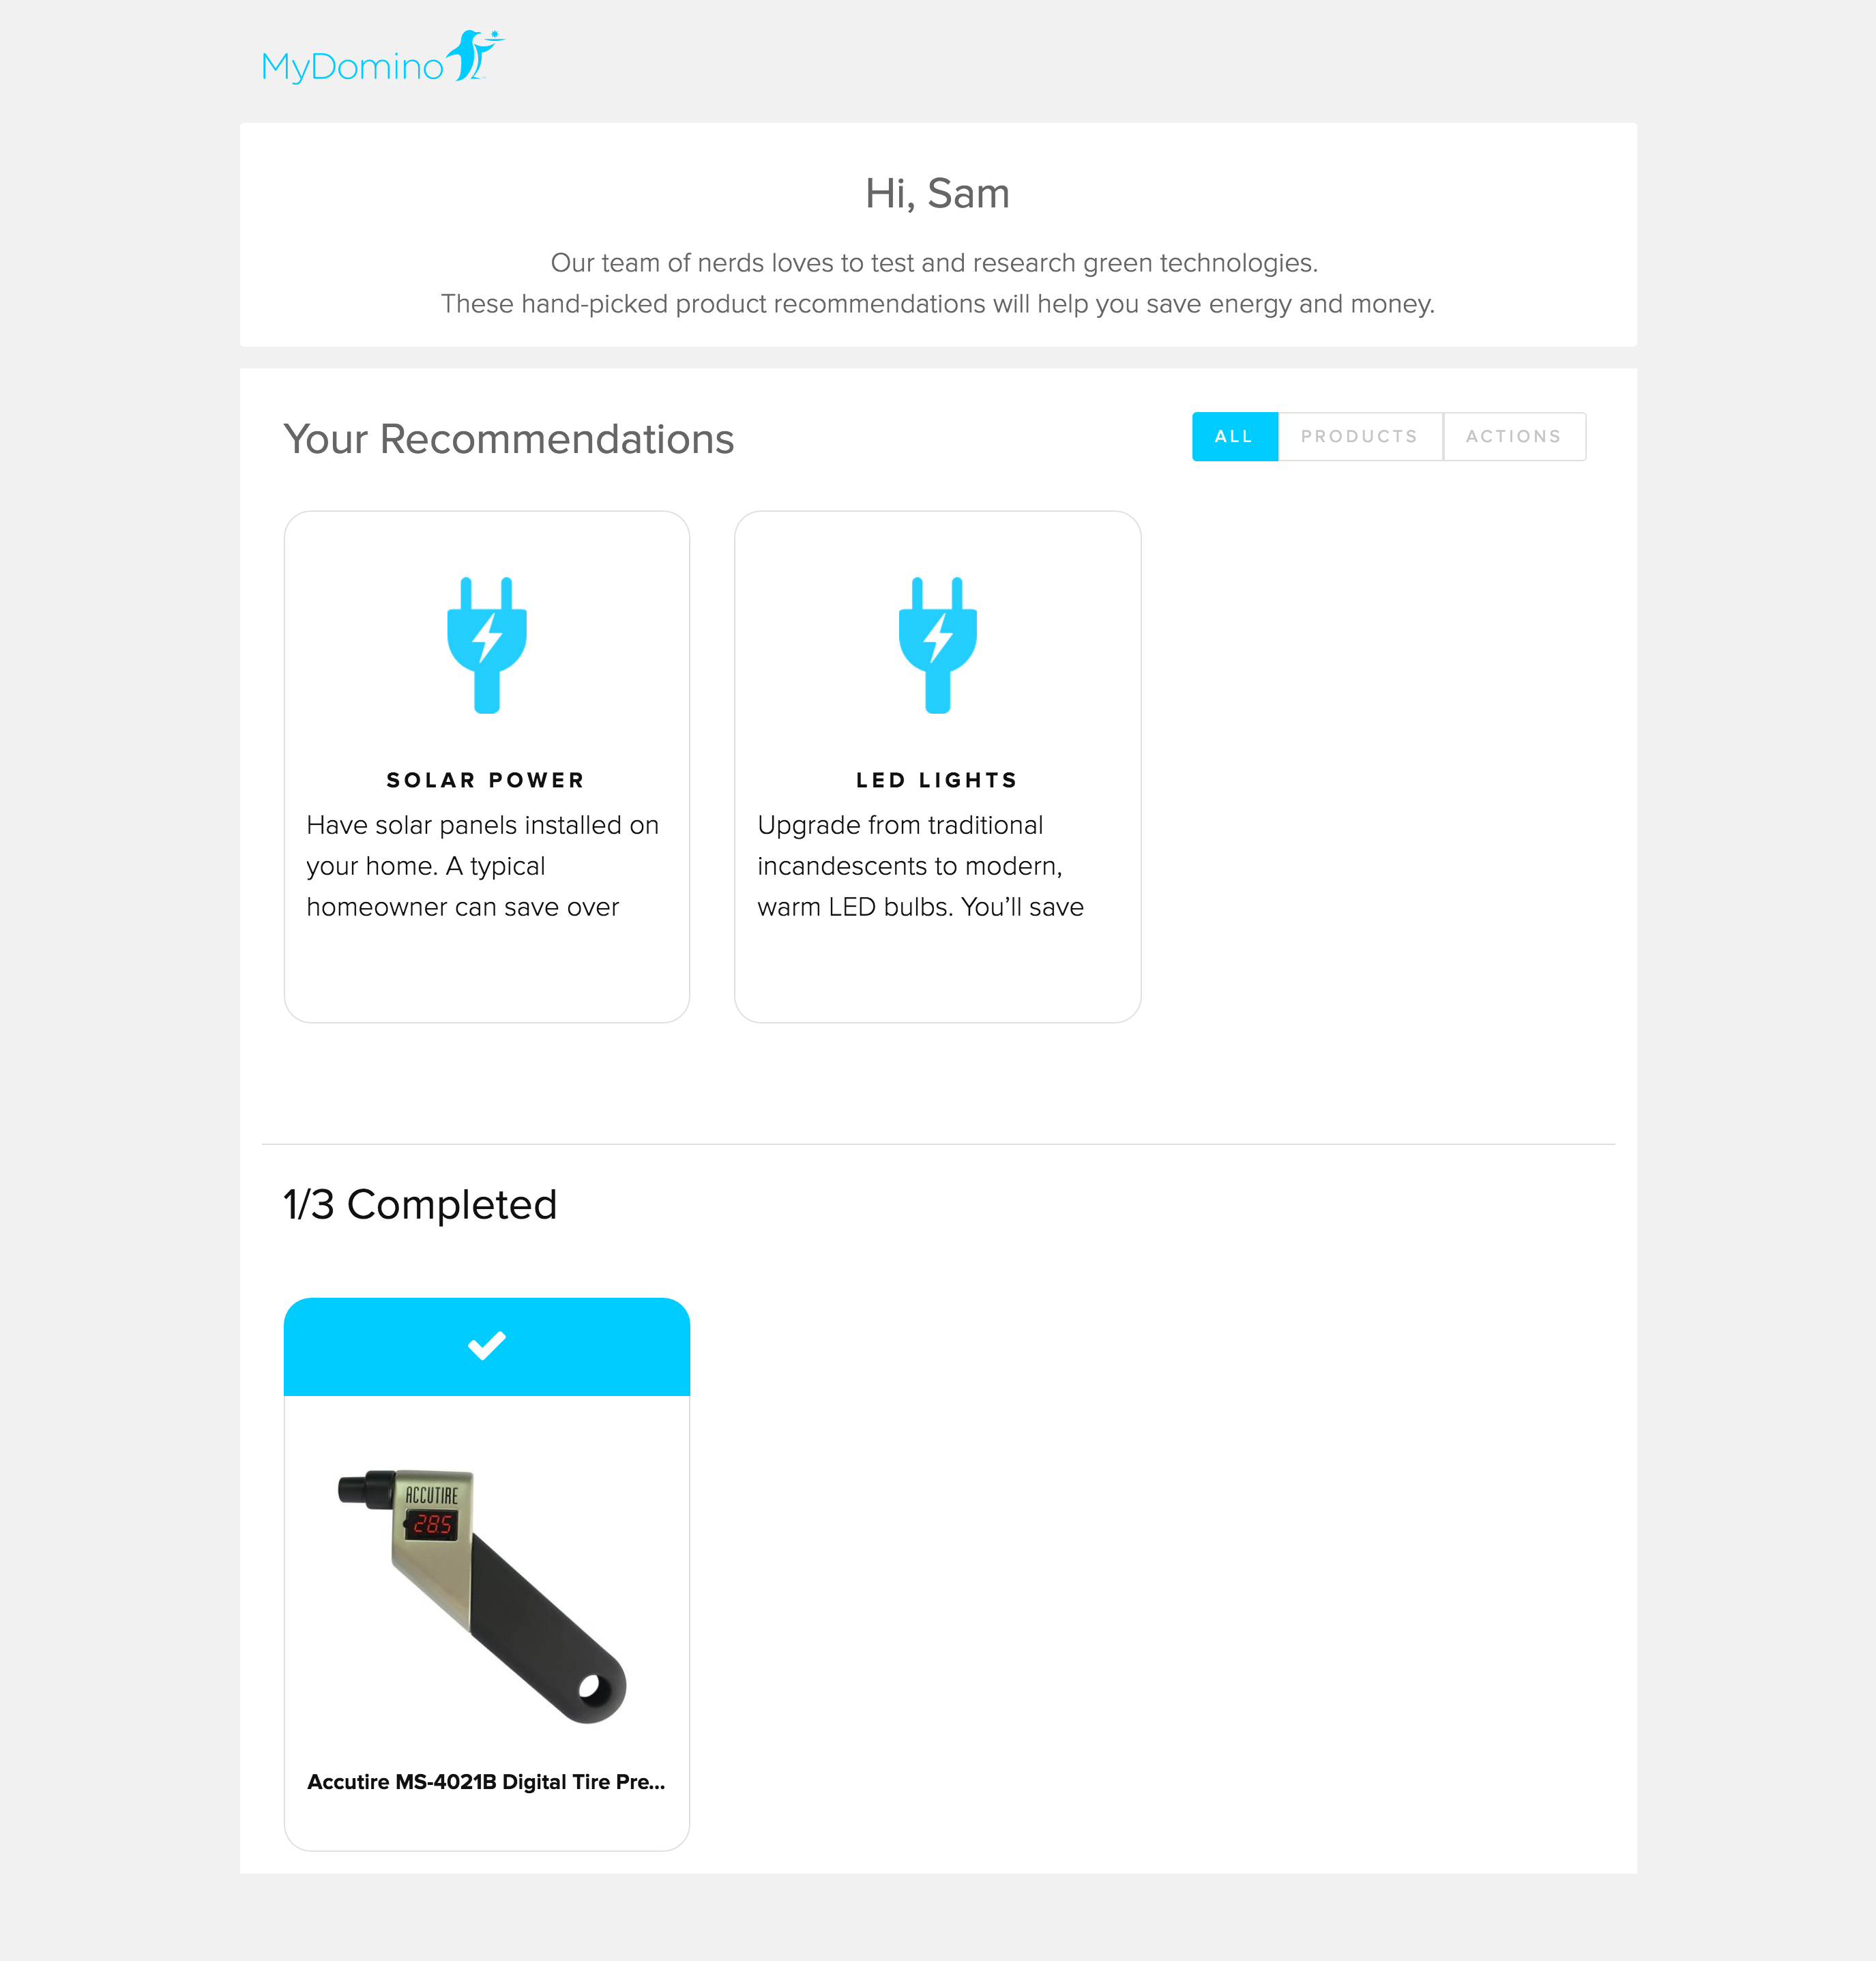 MyDomino
Hi, Sam
Our team of nerds loves to test and research green technologies.
These hand-picked product recommendations will help you save energy and money.
Your Recommendations
ALL
PRODUCTS
ACTIONS
SOLAR POWER
Have solar panels installed on
your home. A typical
homeowner can save over
LED LIGHTS
Upgrade from traditional
incandescents to modern,
warm LED bulbs. You’ll save
1/3 Completed
ACCUTIRE
28.5
Accutire MS-4021B Digital Tire Pre...